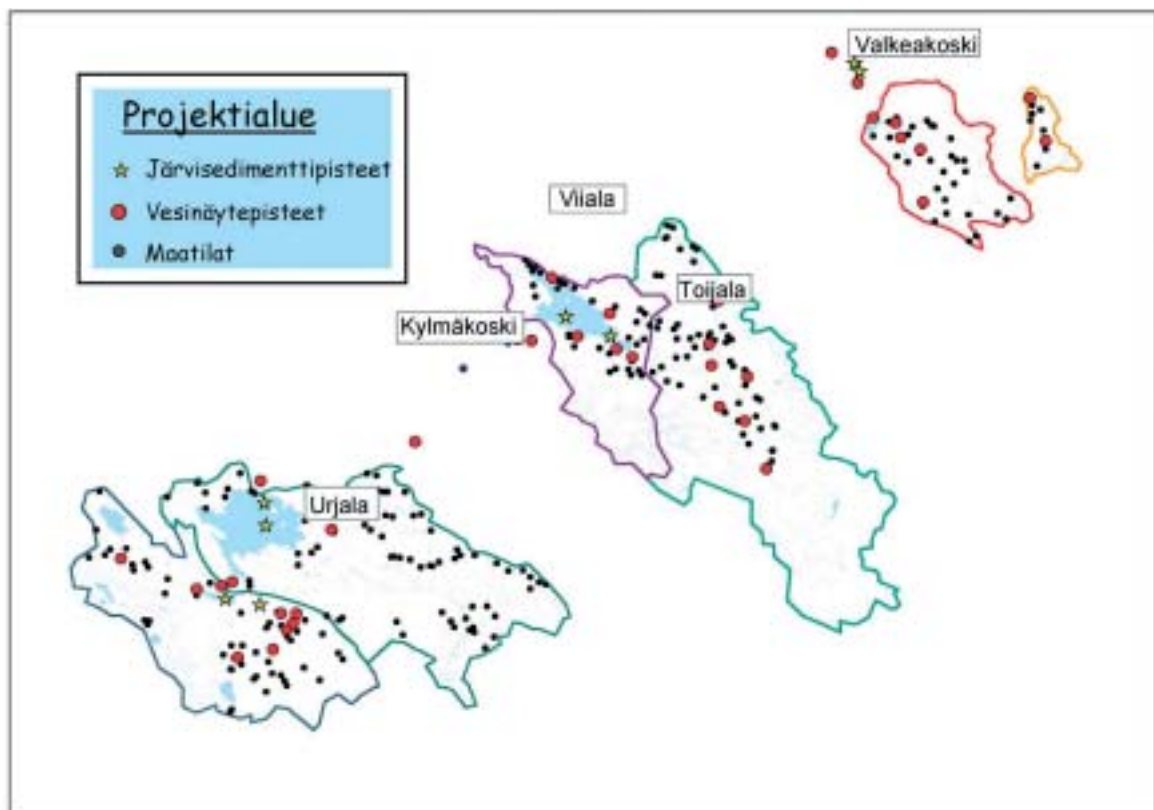 Projektialue
Järvisedimenttipisteet
Vesinäytepisteet
Maatilat
Valkeakoski
Viiala
Toijala
Kylmäkoski
Urjala